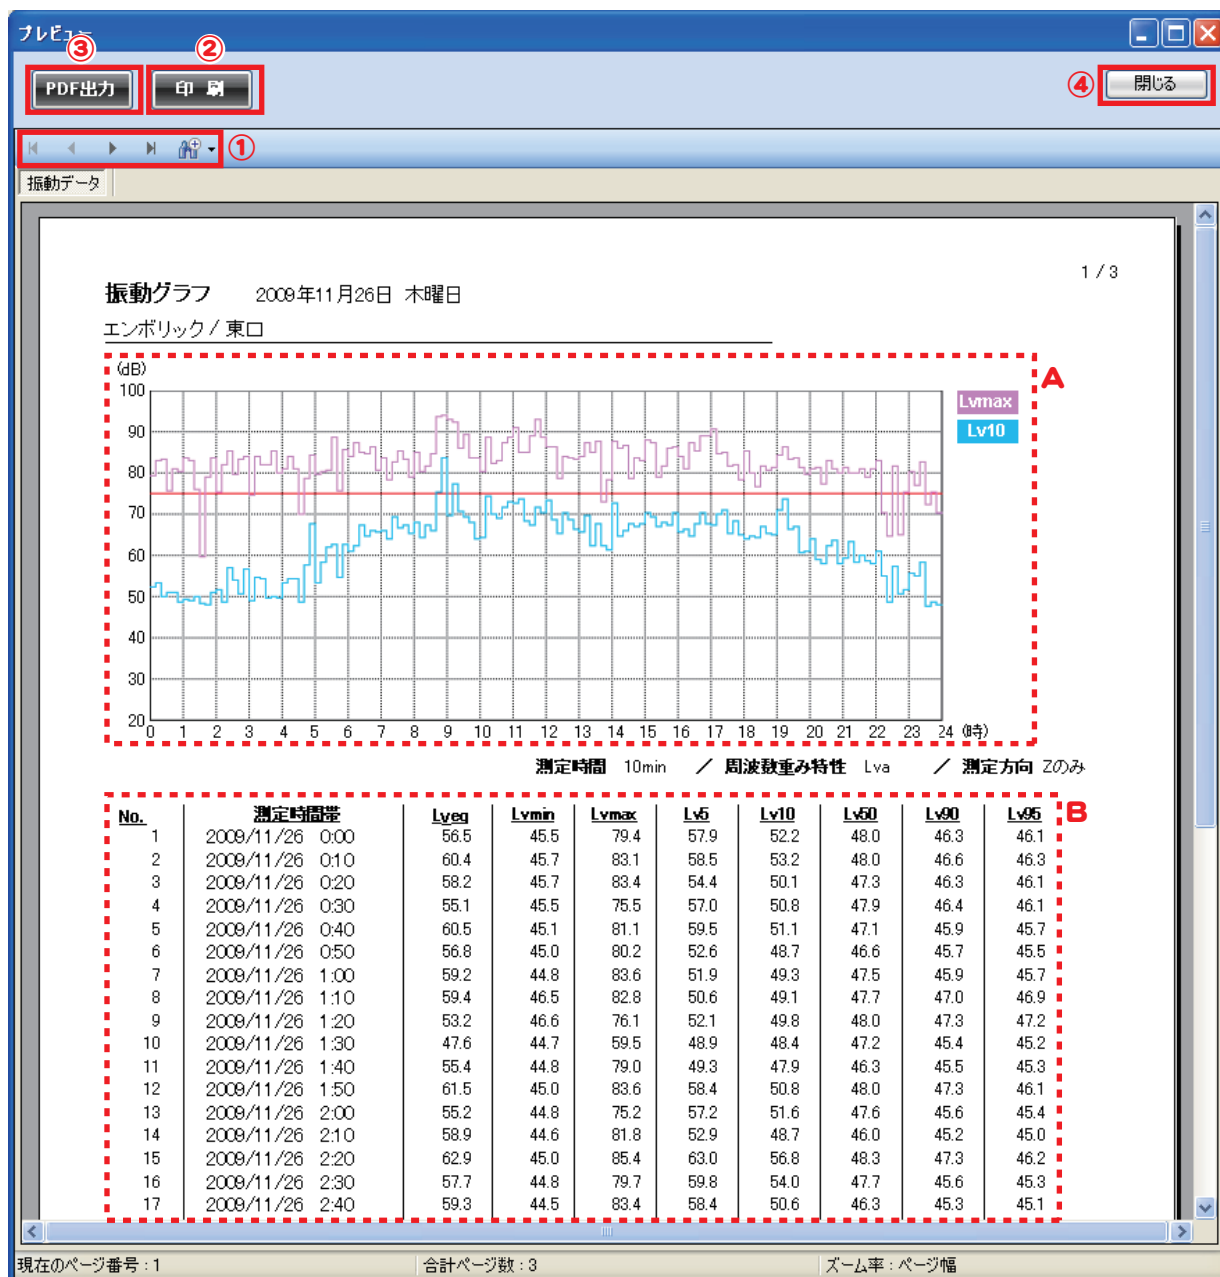 プレビュー
③ ②
PDF出力 印 刷 ④ 閉じる
①
振動データ
1 / 3
振動グラフ 2009年11月26日 木曜日
エンボリック / 東口
(dB)
A
100
Lvmax
90
Lv10
80
70
60
50
40
30
20
0 1 2 3 4 5 6 7 8 9 10 11 12 13 14 15 16 17 18 19 20 21 22 23 24 (時)
測定時間 10min / 周波数重み特性 Lva / 測定方向 Zのみ
B
No. 測定時間帯 Lveq Lvmin Lvmax Lv5 Lv10 Lv50 Lv90 Lv95
1 2009/11/26 0:00 56.5 45.5 79.4 57.9 52.2 48.0 46.3 46.1
2 2009/11/26 0:10 60.4 45.7 83.1 58.5 53.2 48.0 46.6 46.3
3 2009/11/26 0:20 58.2 45.7 83.4 54.4 50.1 47.3 46.3 46.1
4 2009/11/26 0:30 55.1 45.5 75.5 57.0 50.8 47.9 46.4 46.1
5 2009/11/26 0:40 60.5 45.1 81.1 59.5 51.1 47.1 45.9 45.7
6 2009/11/26 0:50 56.8 45.0 80.2 52.6 48.7 46.6 45.7 45.5
7 2009/11/26 1:00 59.2 44.8 83.6 51.9 49.3 47.5 45.9 45.7
8 2009/11/26 1:10 59.4 46.5 82.8 50.6 49.1 47.7 47.0 46.9
9 2009/11/26 1:20 53.2 46.6 76.1 52.1 49.8 48.0 47.3 47.2
10 2009/11/26 1:30 47.6 44.7 59.5 48.9 48.4 47.2 45.4 45.2
11 2009/11/26 1:40 55.4 44.8 79.0 49.3 47.9 46.3 45.5 45.3
12 2009/11/26 1:50 61.5 45.0 83.6 58.4 50.8 48.0 47.3 46.1
13 2009/11/26 2:00 55.2 44.8 75.2 57.2 51.6 47.6 45.6 45.4
14 2009/11/26 2:10 58.9 44.6 81.8 52.9 48.7 46.0 45.2 45.0
15 2009/11/26 2:20 62.9 45.0 85.4 63.0 56.8 48.3 47.3 46.2
16 2009/11/26 2:30 57.7 44.8 79.7 59.8 54.0 47.7 45.6 45.3
17 2009/11/26 2:40 59.3 44.5 83.4 58.4 50.6 46.3 45.3 45.1
現在のページ番号 : 1 合計ページ数 : 3 ズーム率 : ページ幅